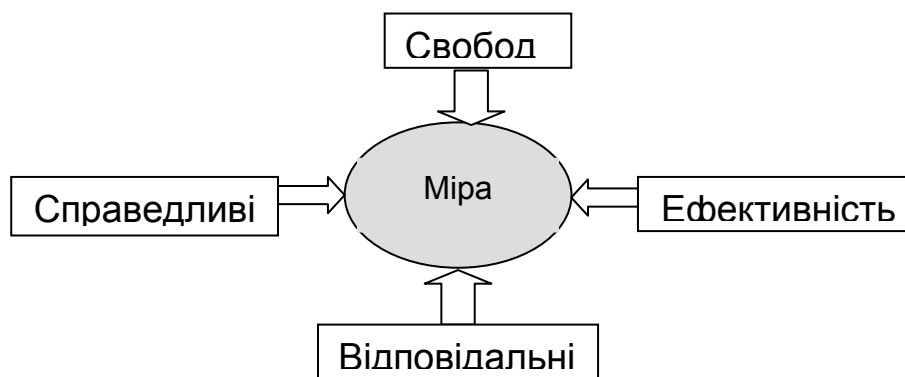 Свобод
Справедливі
Міра
Ефективність
Відповідальні